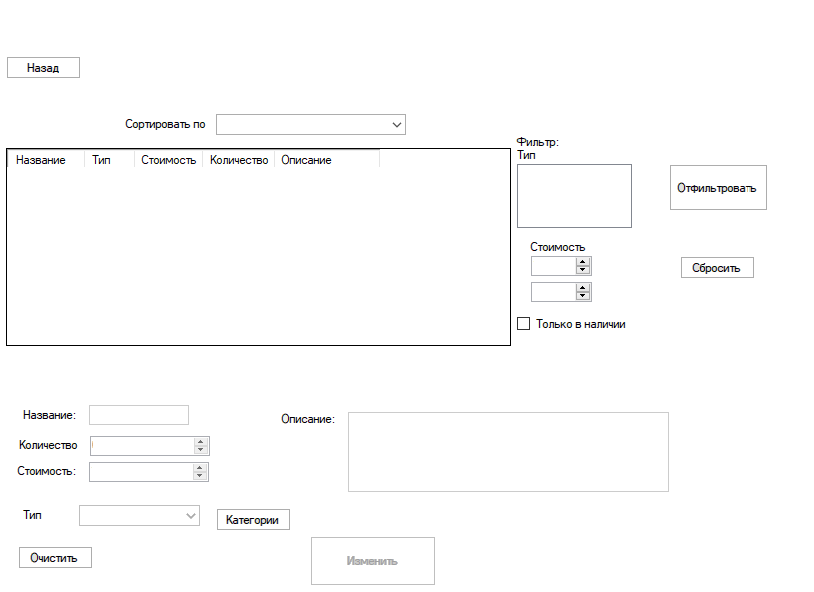 Назад
Сортировать по
Фильтр:
Тип
Название Тип Стоимость Количество Описание
Отфильтровать
Стоимость
Сбросить
Только в наличии
Название:
Описание:
Количество
Стоимость:
Тип
Категории
Очистить
Изменить